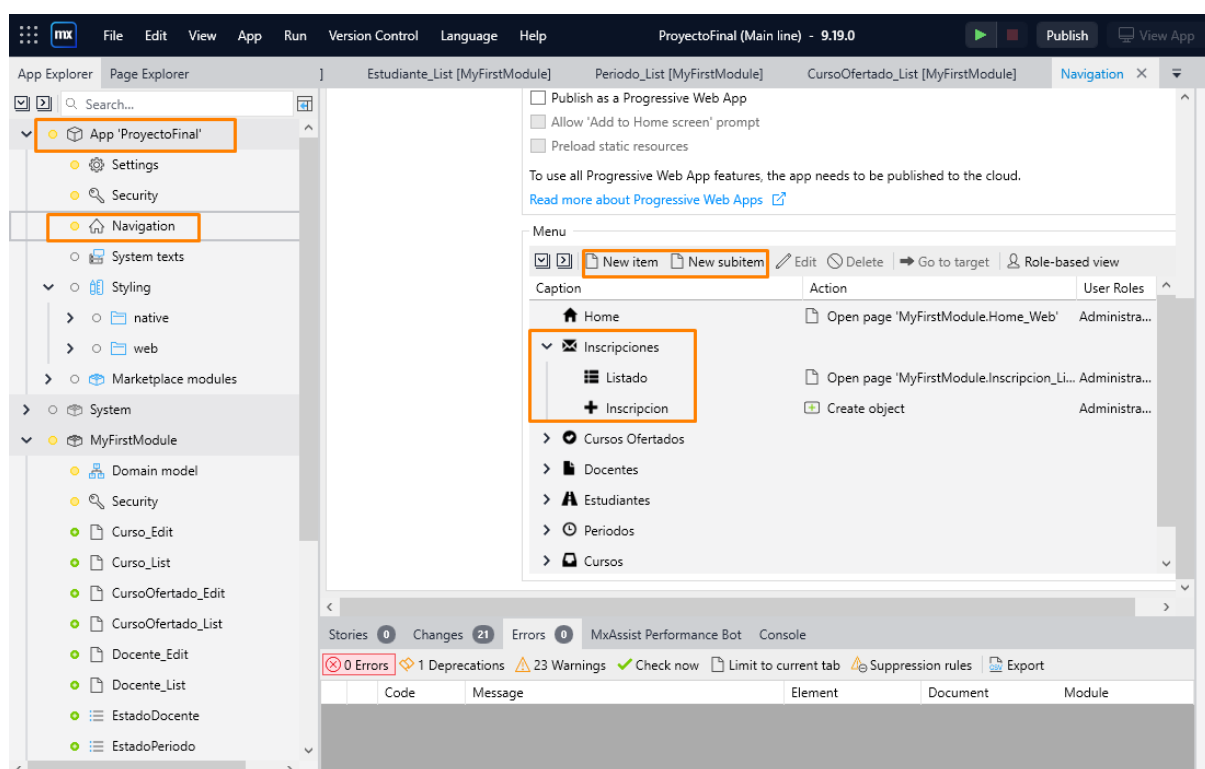 mx File Edit View App Run Version Control Language Help ProyectoFinal (Main line) - 9.19.0 Publish View App
App Explorer Page Explorer ] Estudiante_List [MyFirstModule] Periodo_List [MyFirstModule] CursoOfertado_List [MyFirstModule] Navigation
Search...
App 'ProyectoFinal'
Settings
Security
Navigation
System texts
Styling
native
web
Marketplace modules
System
MyFirstModule
Domain model
Security
Curso_Edit
Curso_List
CursoOfertado_Edit
CursoOfertado_List
Docente_Edit
Docente_List
EstadoDocente
EstadoPeriodo
Publish as a Progressive Web App
Allow 'Add to Home screen' prompt
Preload static resources
To use all Progressive Web App features, the app needs to be published to the cloud.
Read more about Progressive Web Apps
Menu
New item New subitem Edit Delete Go to target Role-based view
Caption Action User Roles
Home Open page 'MyFirstModule.Home_Web' Administra...
Inscripciones
Listado Open page 'MyFirstModule.Inscripcion_Li... Administra...
Inscripcion Create object Administra...
Cursos Ofertados
Docentes
Estudiantes
Periodos
Cursos
Stories 0 Changes 21 Errors 0 MxAssist Performance Bot Console
0 Errors 1 Deprecations 23 Warnings Check now Limit to current tab Suppression rules Export
Code Message Element Document Module